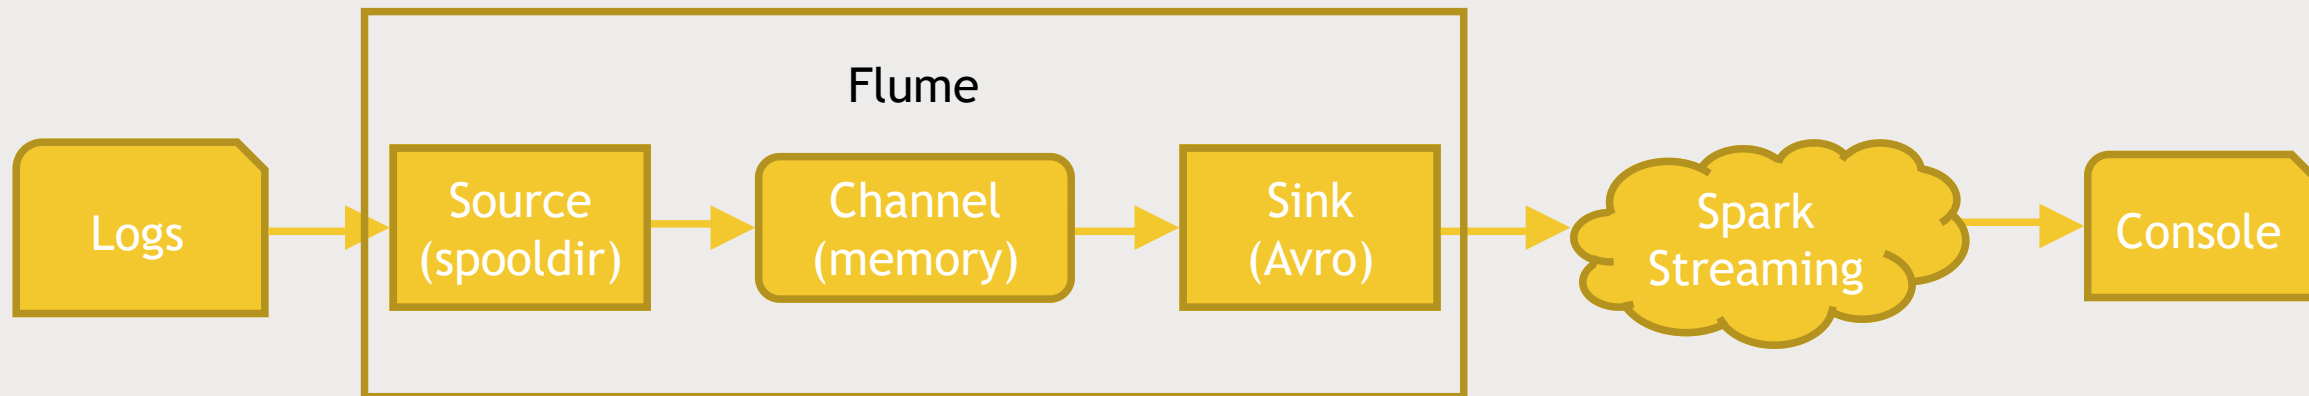 Flume
Logs
Source
(spooldir)
Channel
(memory)
Sink
(Avro)
Spark
Streaming
Console